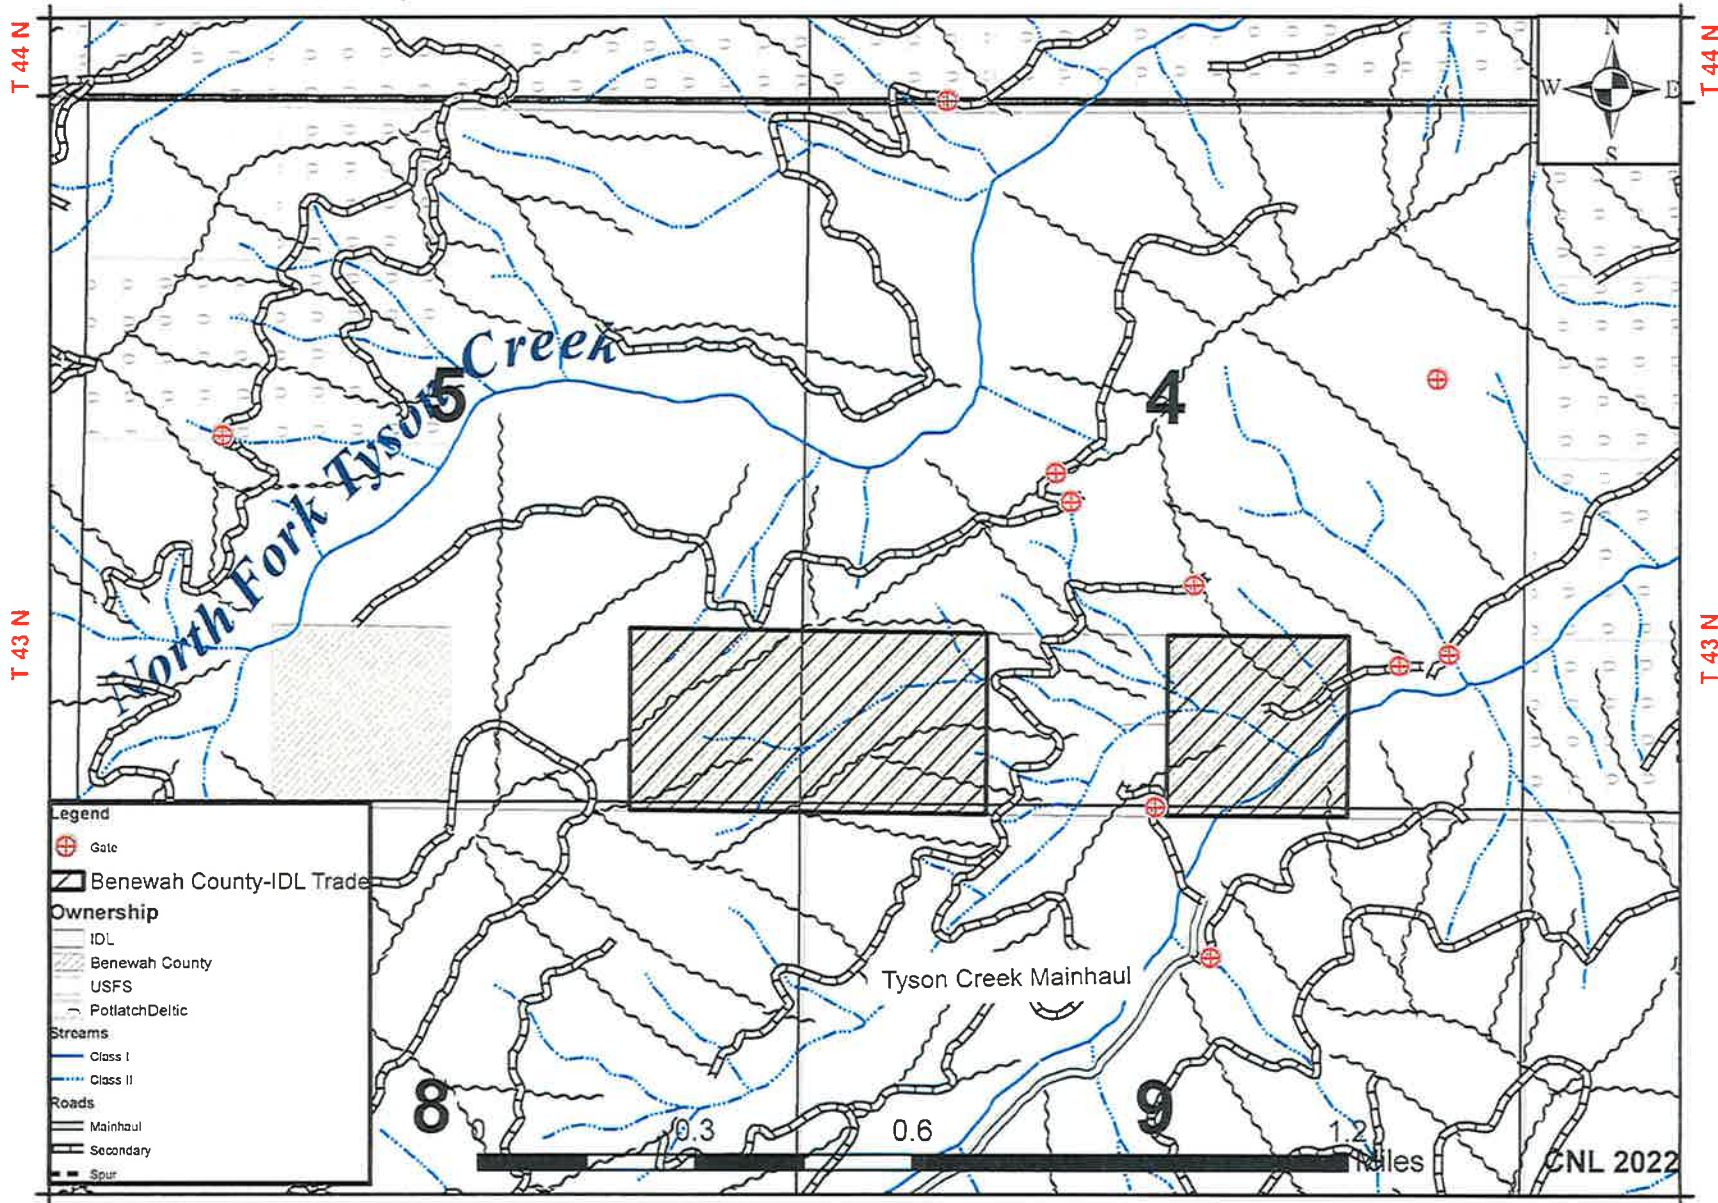 T 44 N
T 44 N
N
W
D
S
North Fork Tyson Creek
5
4
T 43 N
T 43 N
Legend
Gate
Benewah County-IDL Trade
Ownership
IDL
Benewah County
USFS
PotlatchDeltic
Streams
Class I
Class II
Roads
Mainhaul
Secondary
Spur
Tyson Creek Mainhaul
8
9
0
0.3
0.6
1.2
Miles
CNL 2022